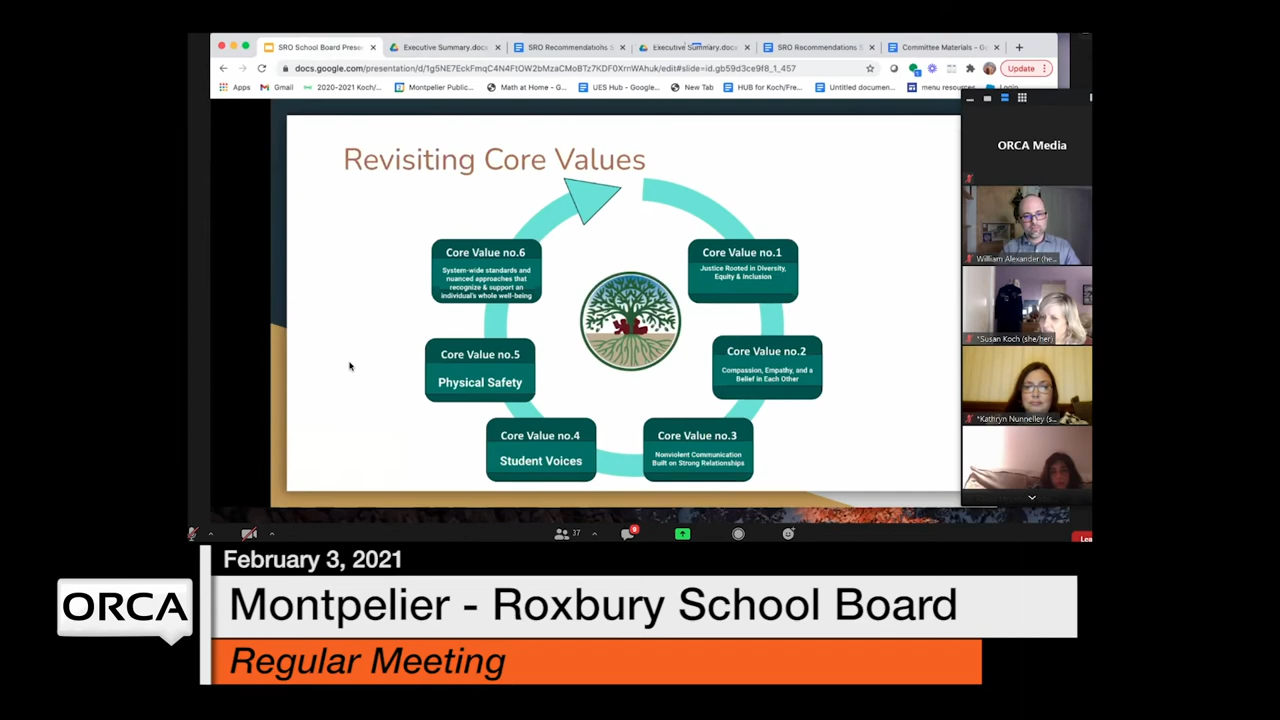 SRO School Board Prese
Executive Summary.docs
SRO Recommendations S
Executive Summary.docs
SRO Recommendations S
Committee Materials - G
docs.google.com/presentation/d/1g5NE7EckFmqC4N4FtOW2bMzaCMoBTz7KDF0XrnWAhuk/edit#slide=id.gb59d3ce9f8_1_457
Update
Apps
Gmail
2020-2021 Koch/...
Montpelier Public...
Math at Home - G...
UES Hub - Google...
New Tab
HUB for Koch/Fre...
Untitled documen...
menu resources
Login
Revisiting Core Values
Core Value no.6
System-wide standards and
nuanced approaches that
recognize & support an
individual's whole well-being
Core Value no.1
Justice Rooted in Diversity,
Equity & Inclusion
Core Value no.5
Physical Safety
Core Value no.2
Compassion, Empathy, and a
Belief in Each Other
Core Value no.4
Student Voices
Core Value no.3
Nonviolent Communication
Built on Strong Relationships
ORCA Media
William Alexander (he...
*Susan Koch (she/her)
*Kathryn Nunnelley (s...
37
9
Lea
February 3, 2021
ORCA
Montpelier - Roxbury School Board
Regular Meeting